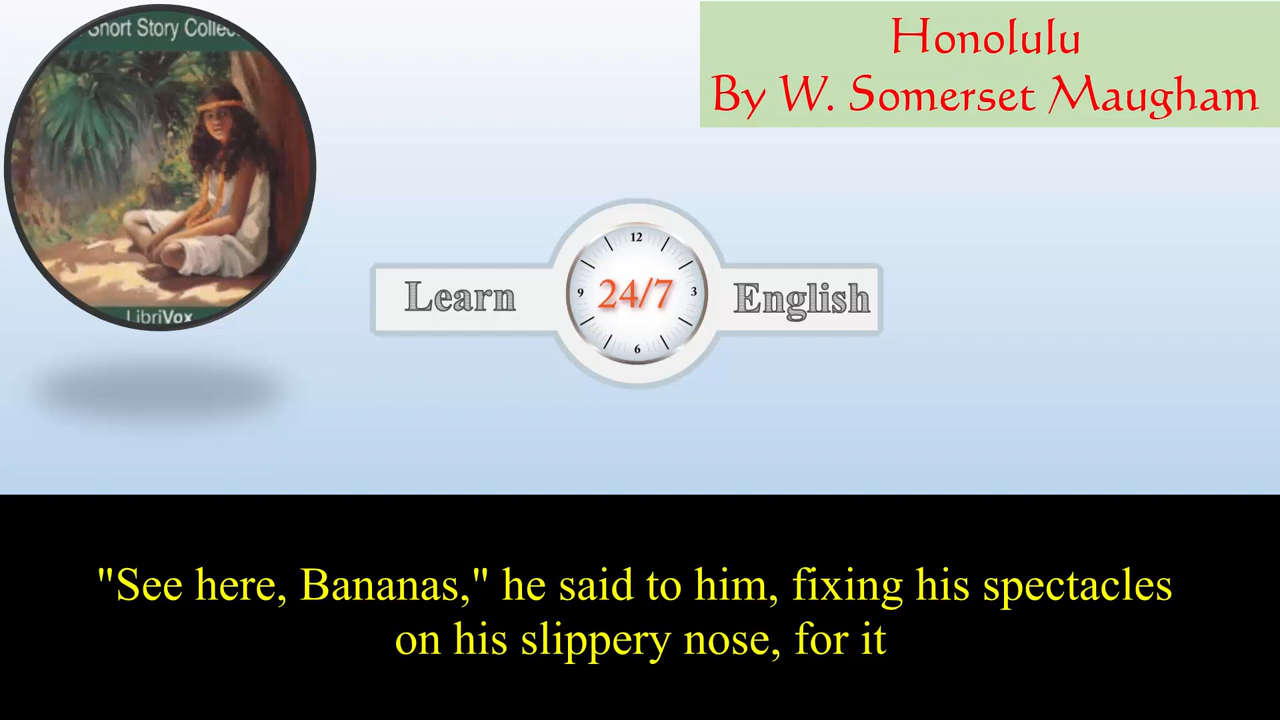 Short Story Collec
LibriVox
Honolulu
By W. Somerset Maugham
Learn 24/7 English
12
9
3
6
"See here, Bananas," he said to him, fixing his spectacles
on his slippery nose, for it